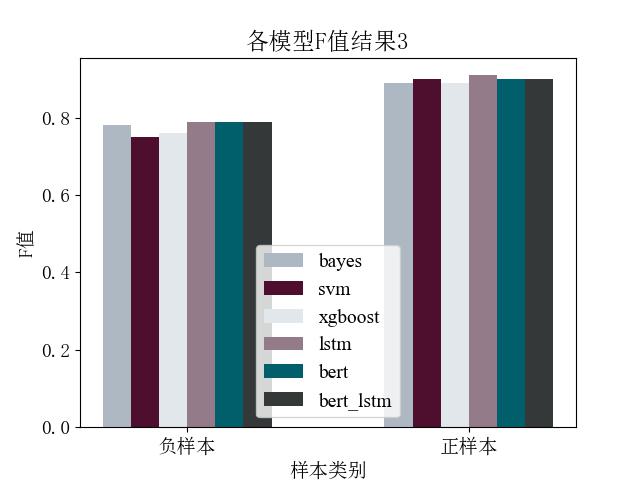 各模型F值结果3
F值
0.8
0.6
0.4
0.2
0.0
bayes
svm
xgboost
lstm
bert
bert_lstm
负样本
正样本
样本类别